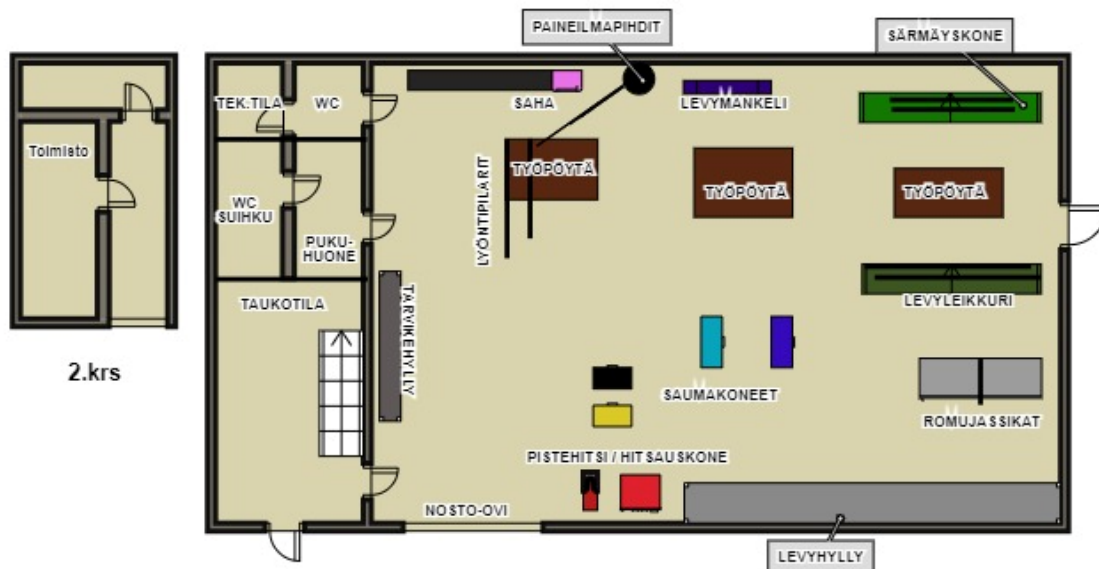 PAINEILMAPIHDIT
SÄRMÄYSKONE
TEK.TILA
WC
SAHA
LEVYMANKELI
Toimisto
LYÖNTIPILARIT
TYÖPÖYTÄ
TYÖPÖYTÄ
TYÖPÖYTÄ
WC
SUIHKU
PUKU-
HUONE
TAUKOTILA
TARVIKEHYLLY
LEVYLEIKKURI
2.krs
SAUMAKONEET
ROMUJASSIKAT
PISTEHITSI / HITSAUSKONE
NOSTO-OVI
LEVYHYLLY